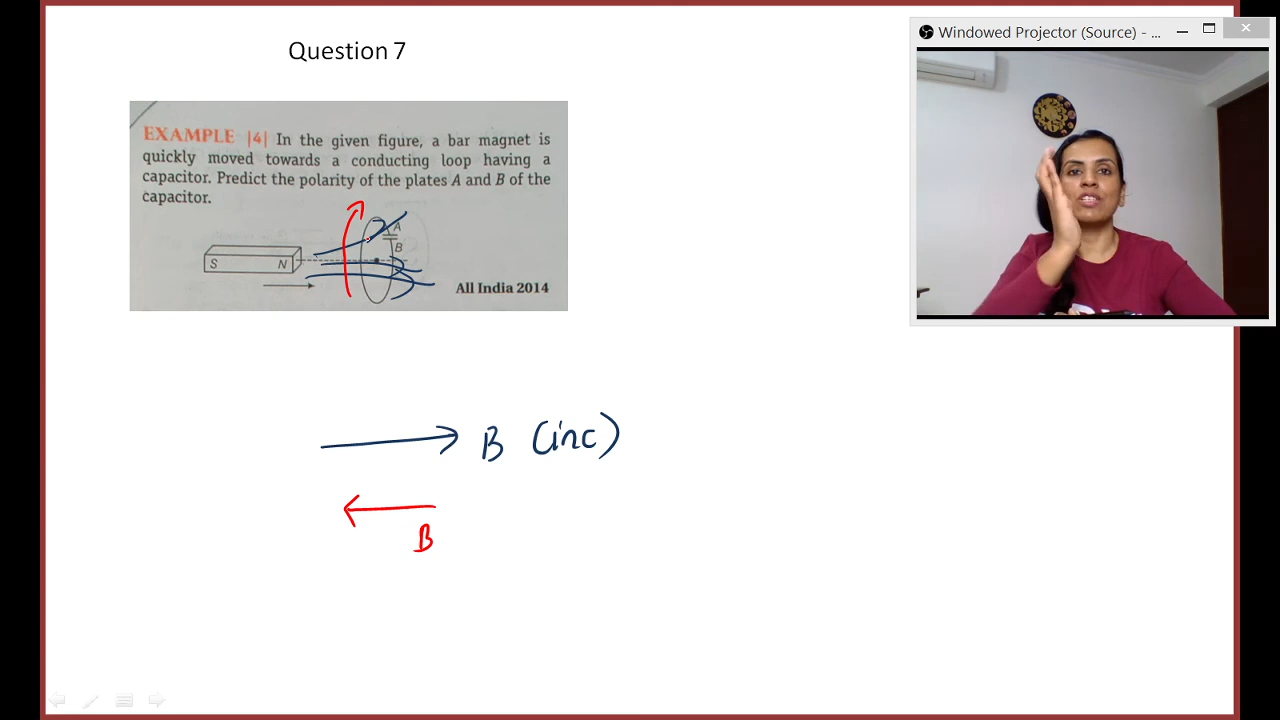 Question 7
Windowed Projector (Source) - ...
EXAMPLE |4| In the given figure, a bar magnet is
quickly moved towards a conducting loop having a
capacitor. Predict the polarity of the plates A and B of the
capacitor.
A
B
S N
All India 2014
B (inc)
B